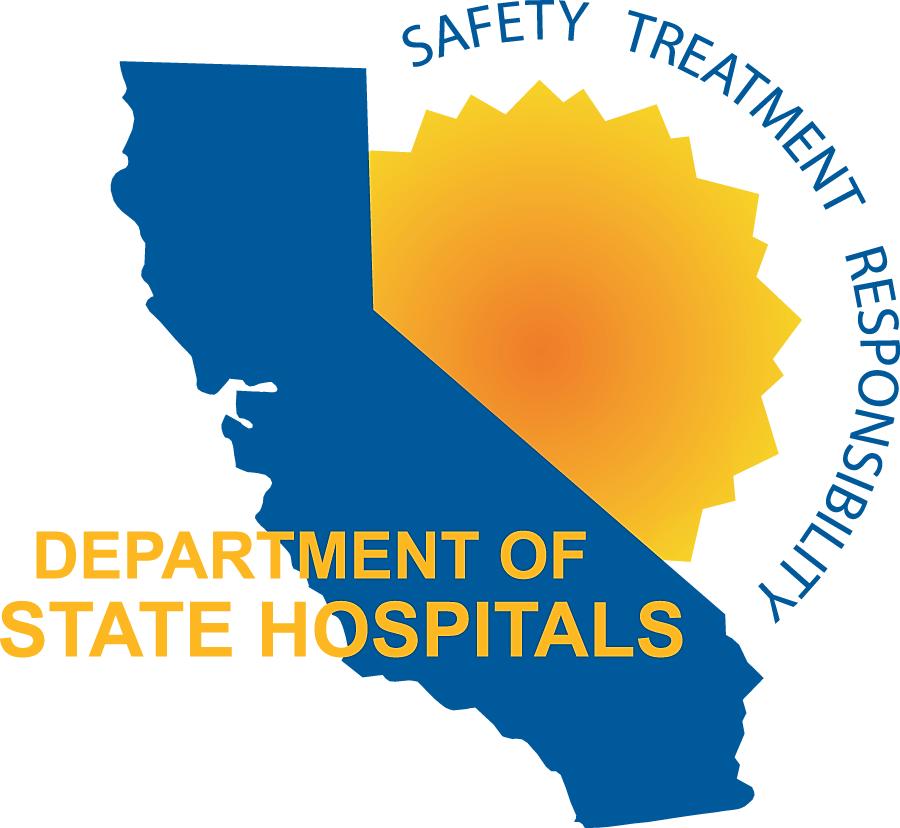 SAFETY TREATMENT RESPONSIBILITY
DEPARTMENT OF
STATE HOSPITALS